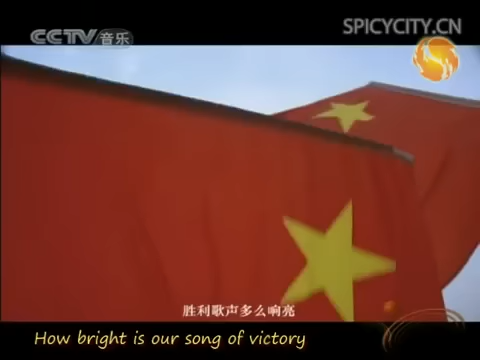 CCTV音乐
SPICYCITY.CN
胜利歌声多么响亮
How bright is our song of victory